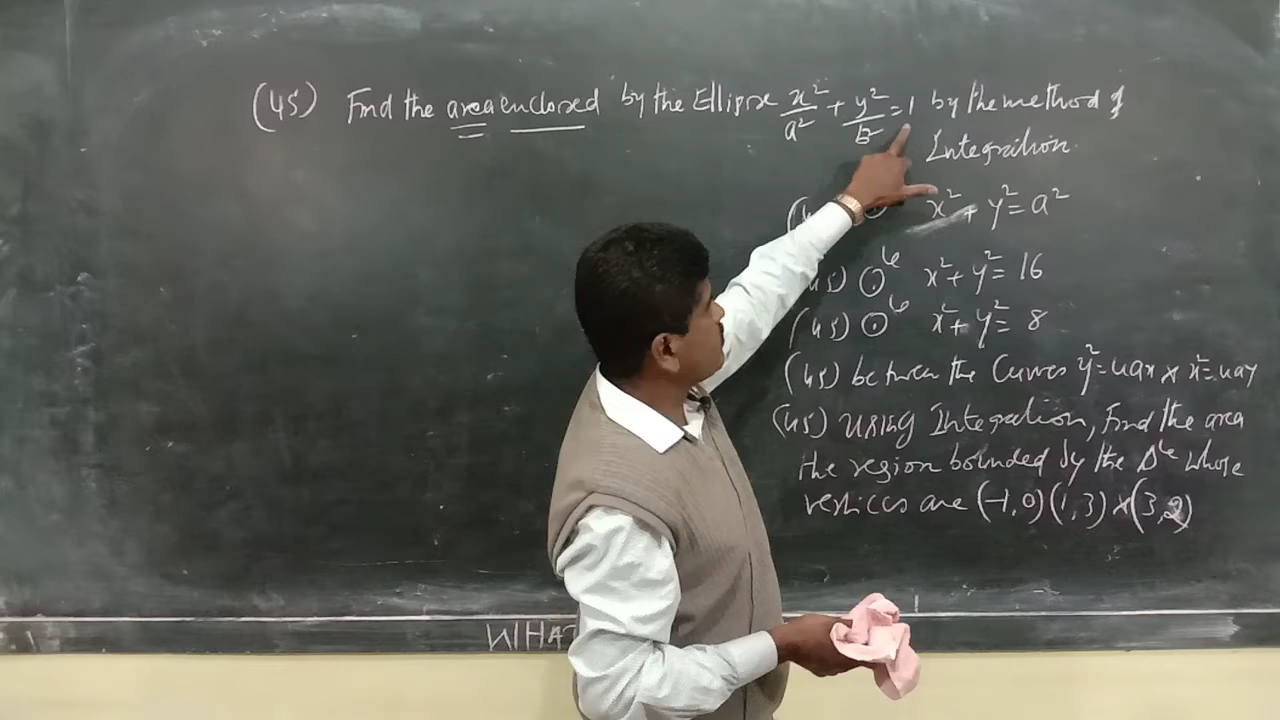 (45) Find the area enclosed by the Ellipse x²/a² + y²/b² = 1 by the method of
Integration.
x² + y² = a²
45) ⊙le x² + y² = 16
(45) ⊙le x² + y² = 8
(45) between the Curves y² = 4ax & x² = 4ay
(45) Using Integration, Find the area
the region bounded by the Δle whose
vertices are (-1,0) (1,3) & (3,2)
WHAT